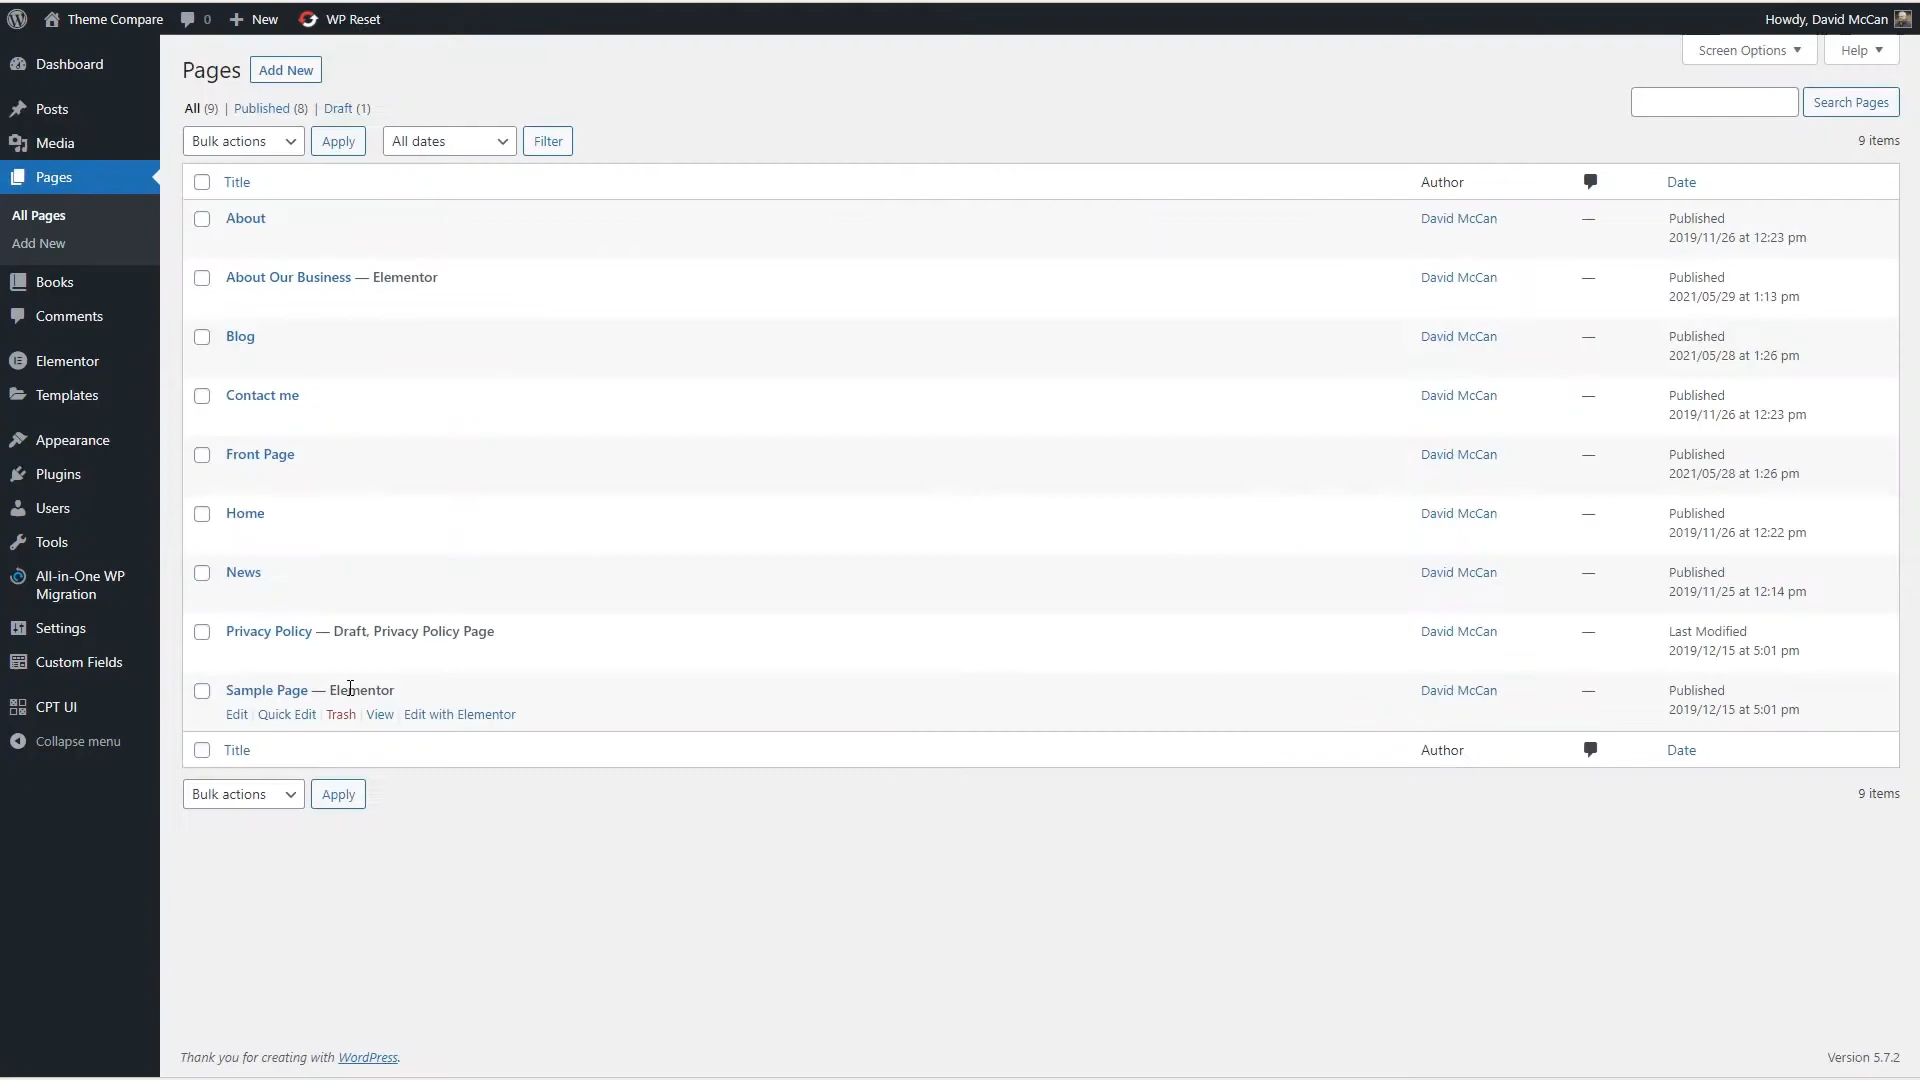 Theme Compare 0 New WP Reset Howdy, David McCan
Dashboard
Posts
Media
Pages
All Pages
Add New
Books
Comments
Elementor
Templates
Appearance
Plugins
Users
Tools
All-in-One WP
Migration
Settings
Custom Fields
CPT UI
Collapse menu
Screen Options Help
Pages Add New
All (9) | Published (8) | Draft (1)
Search Pages
Bulk actions Apply All dates Filter 9 items
Title Author Date
About David McCan — Published
2019/11/26 at 12:23 pm
About Our Business — Elementor David McCan — Published
2021/05/29 at 1:13 pm
Blog David McCan — Published
2021/05/28 at 1:26 pm
Contact me David McCan — Published
2019/11/26 at 12:23 pm
Front Page David McCan — Published
2021/05/28 at 1:26 pm
Home David McCan — Published
2019/11/26 at 12:22 pm
News David McCan — Published
2019/11/25 at 12:14 pm
Privacy Policy — Draft, Privacy Policy Page David McCan — Last Modified
2019/12/15 at 5:01 pm
Sample Page — Elementor David McCan — Published
2019/12/15 at 5:01 pm
Edit | Quick Edit | Trash | View | Edit with Elementor
Title Author Date
Bulk actions Apply 9 items
Thank you for creating with WordPress. Version 5.7.2